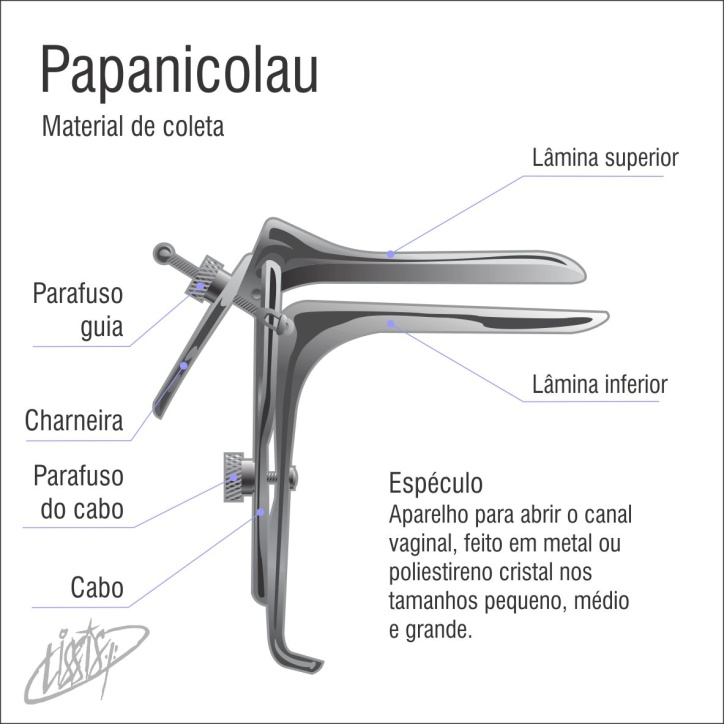 Papanicolau
Material de coleta
Lâmina superior
Parafuso
guia
Lâmina inferior
Charneira
Parafuso
do cabo
Cabo
Espéculo
Aparelho para abrir o canal
vaginal, feito em metal ou
poliestireno cristal nos
tamanhos pequeno, médio
e grande.